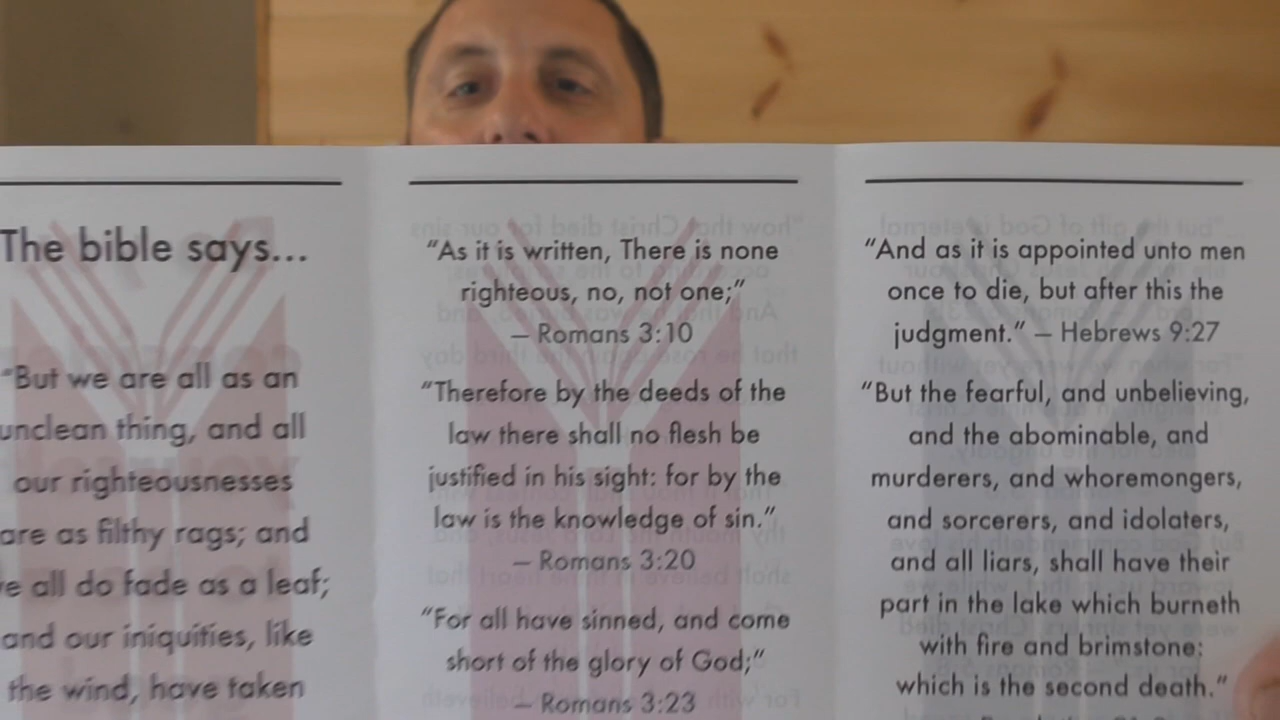 The bible says...
"But we are all as an
unclean thing, and all
our righteousnesses
are as filthy rags; and
all do fade as a leaf;
and our iniquities, like
the wind, have taken
"As it is written, There is none
righteous, no, not one;"
– Romans 3:10
"Therefore by the deeds of the
law there shall no flesh be
justified in his sight: for by the
law is the knowledge of sin."
– Romans 3:20
"For all have sinned, and come
short of the glory of God;"
– Romans 3:23
"And as it is appointed unto men
once to die, but after this the
judgment." – Hebrews 9:27
"But the fearful, and unbelieving,
and the abominable, and
murderers, and whoremongers,
and sorcerers, and idolaters,
and all liars, shall have their
part in the lake which burneth
with fire and brimstone:
which is the second death."